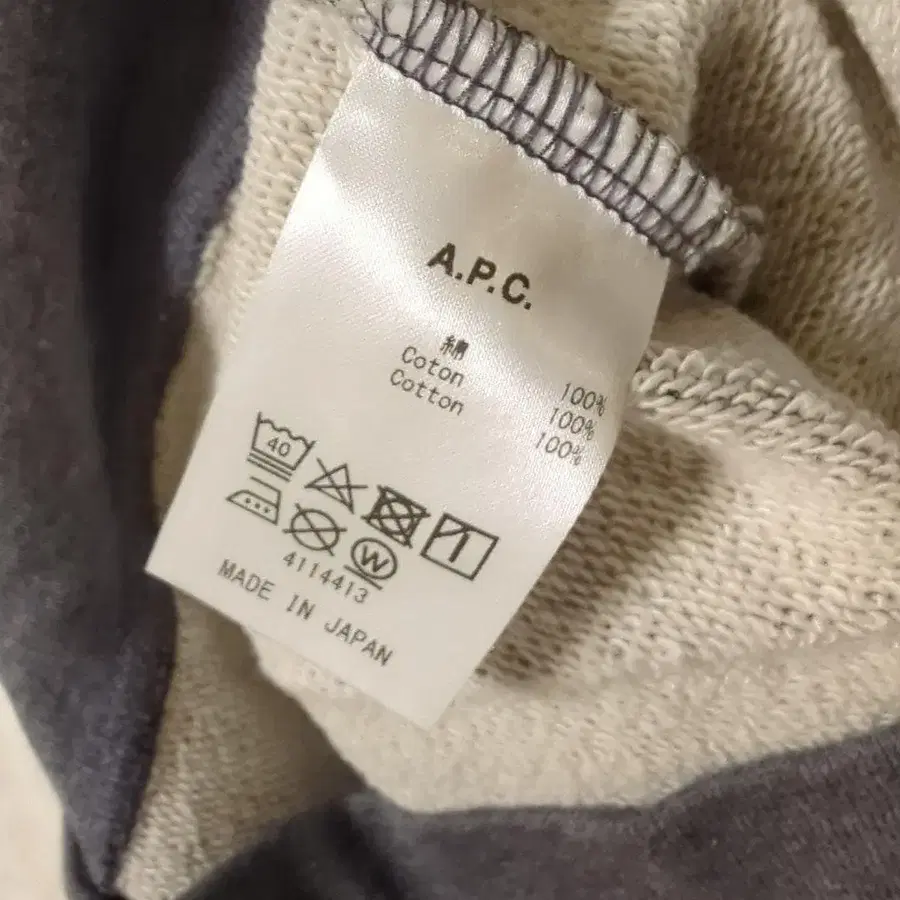 A.P.C.
綿 100%
Coton 100%
Cotton 100%
40
W
4114413
MADE IN JAPAN